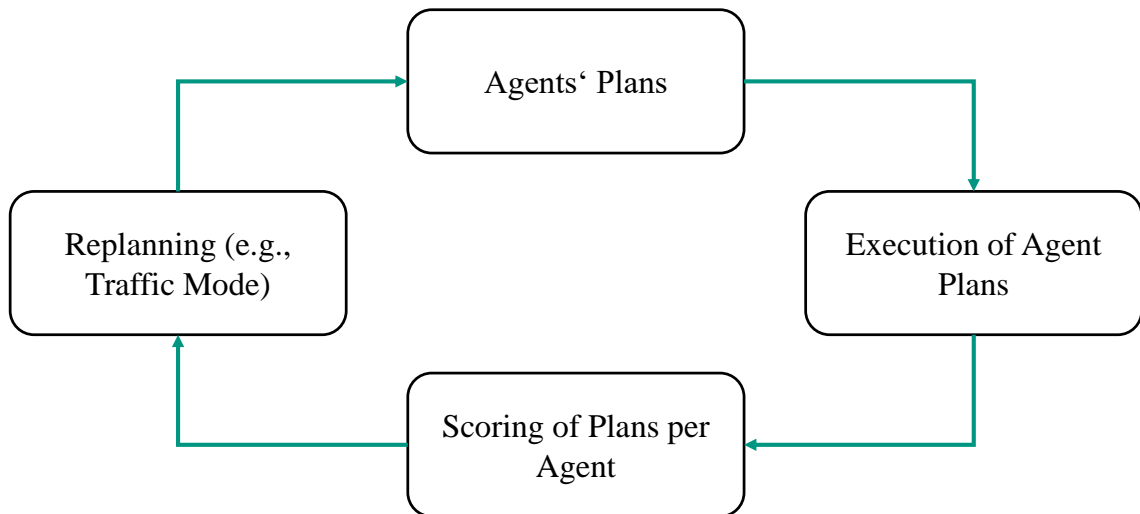 Agents‘ Plans
Replanning (e.g.,
Traffic Mode)
Execution of Agent
Plans
Scoring of Plans per
Agent